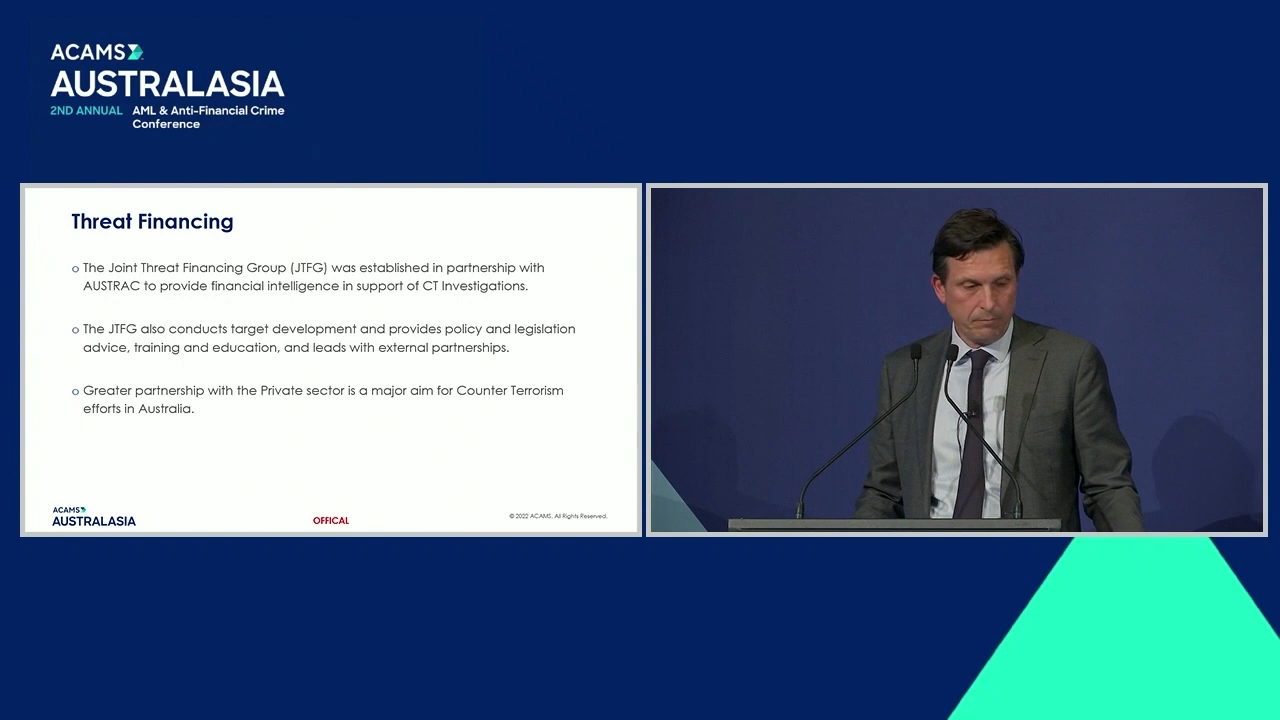 ACAMS
AUSTRALASIA
2ND ANNUAL AML & Anti-Financial Crime
Conference
Threat Financing
o The Joint Threat Financing Group (JTFG) was established in partnership with
AUSTRAC to provide financial intelligence in support of CT Investigations.
o The JTFG also conducts target development and provides policy and legislation
advice, training and education, and leads with external partnerships.
o Greater partnership with the Private sector is a major aim for Counter Terrorism
efforts in Australia.
ACAMS
AUSTRALASIA
OFFICAL
© 2022 ACAMS. All Rights Reserved.